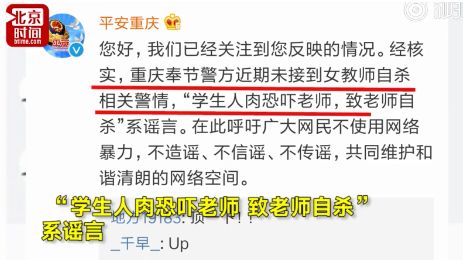 北京时间
btime.com
秒拍
平安重庆
您好，我们已经关注到您反映的情况。经核
实，重庆奉节警方近期未接到女教师自杀
相关警情，“学生人肉恐吓老师，致老师自
杀”系谣言。在此呼吁广大网民不使用网络
暴力，不造谣、不信谣、不传谣，共同维护和
谐清朗的网络空间。
“学生人肉恐吓老师 致老师自杀”
系谣言
_千早_: Up